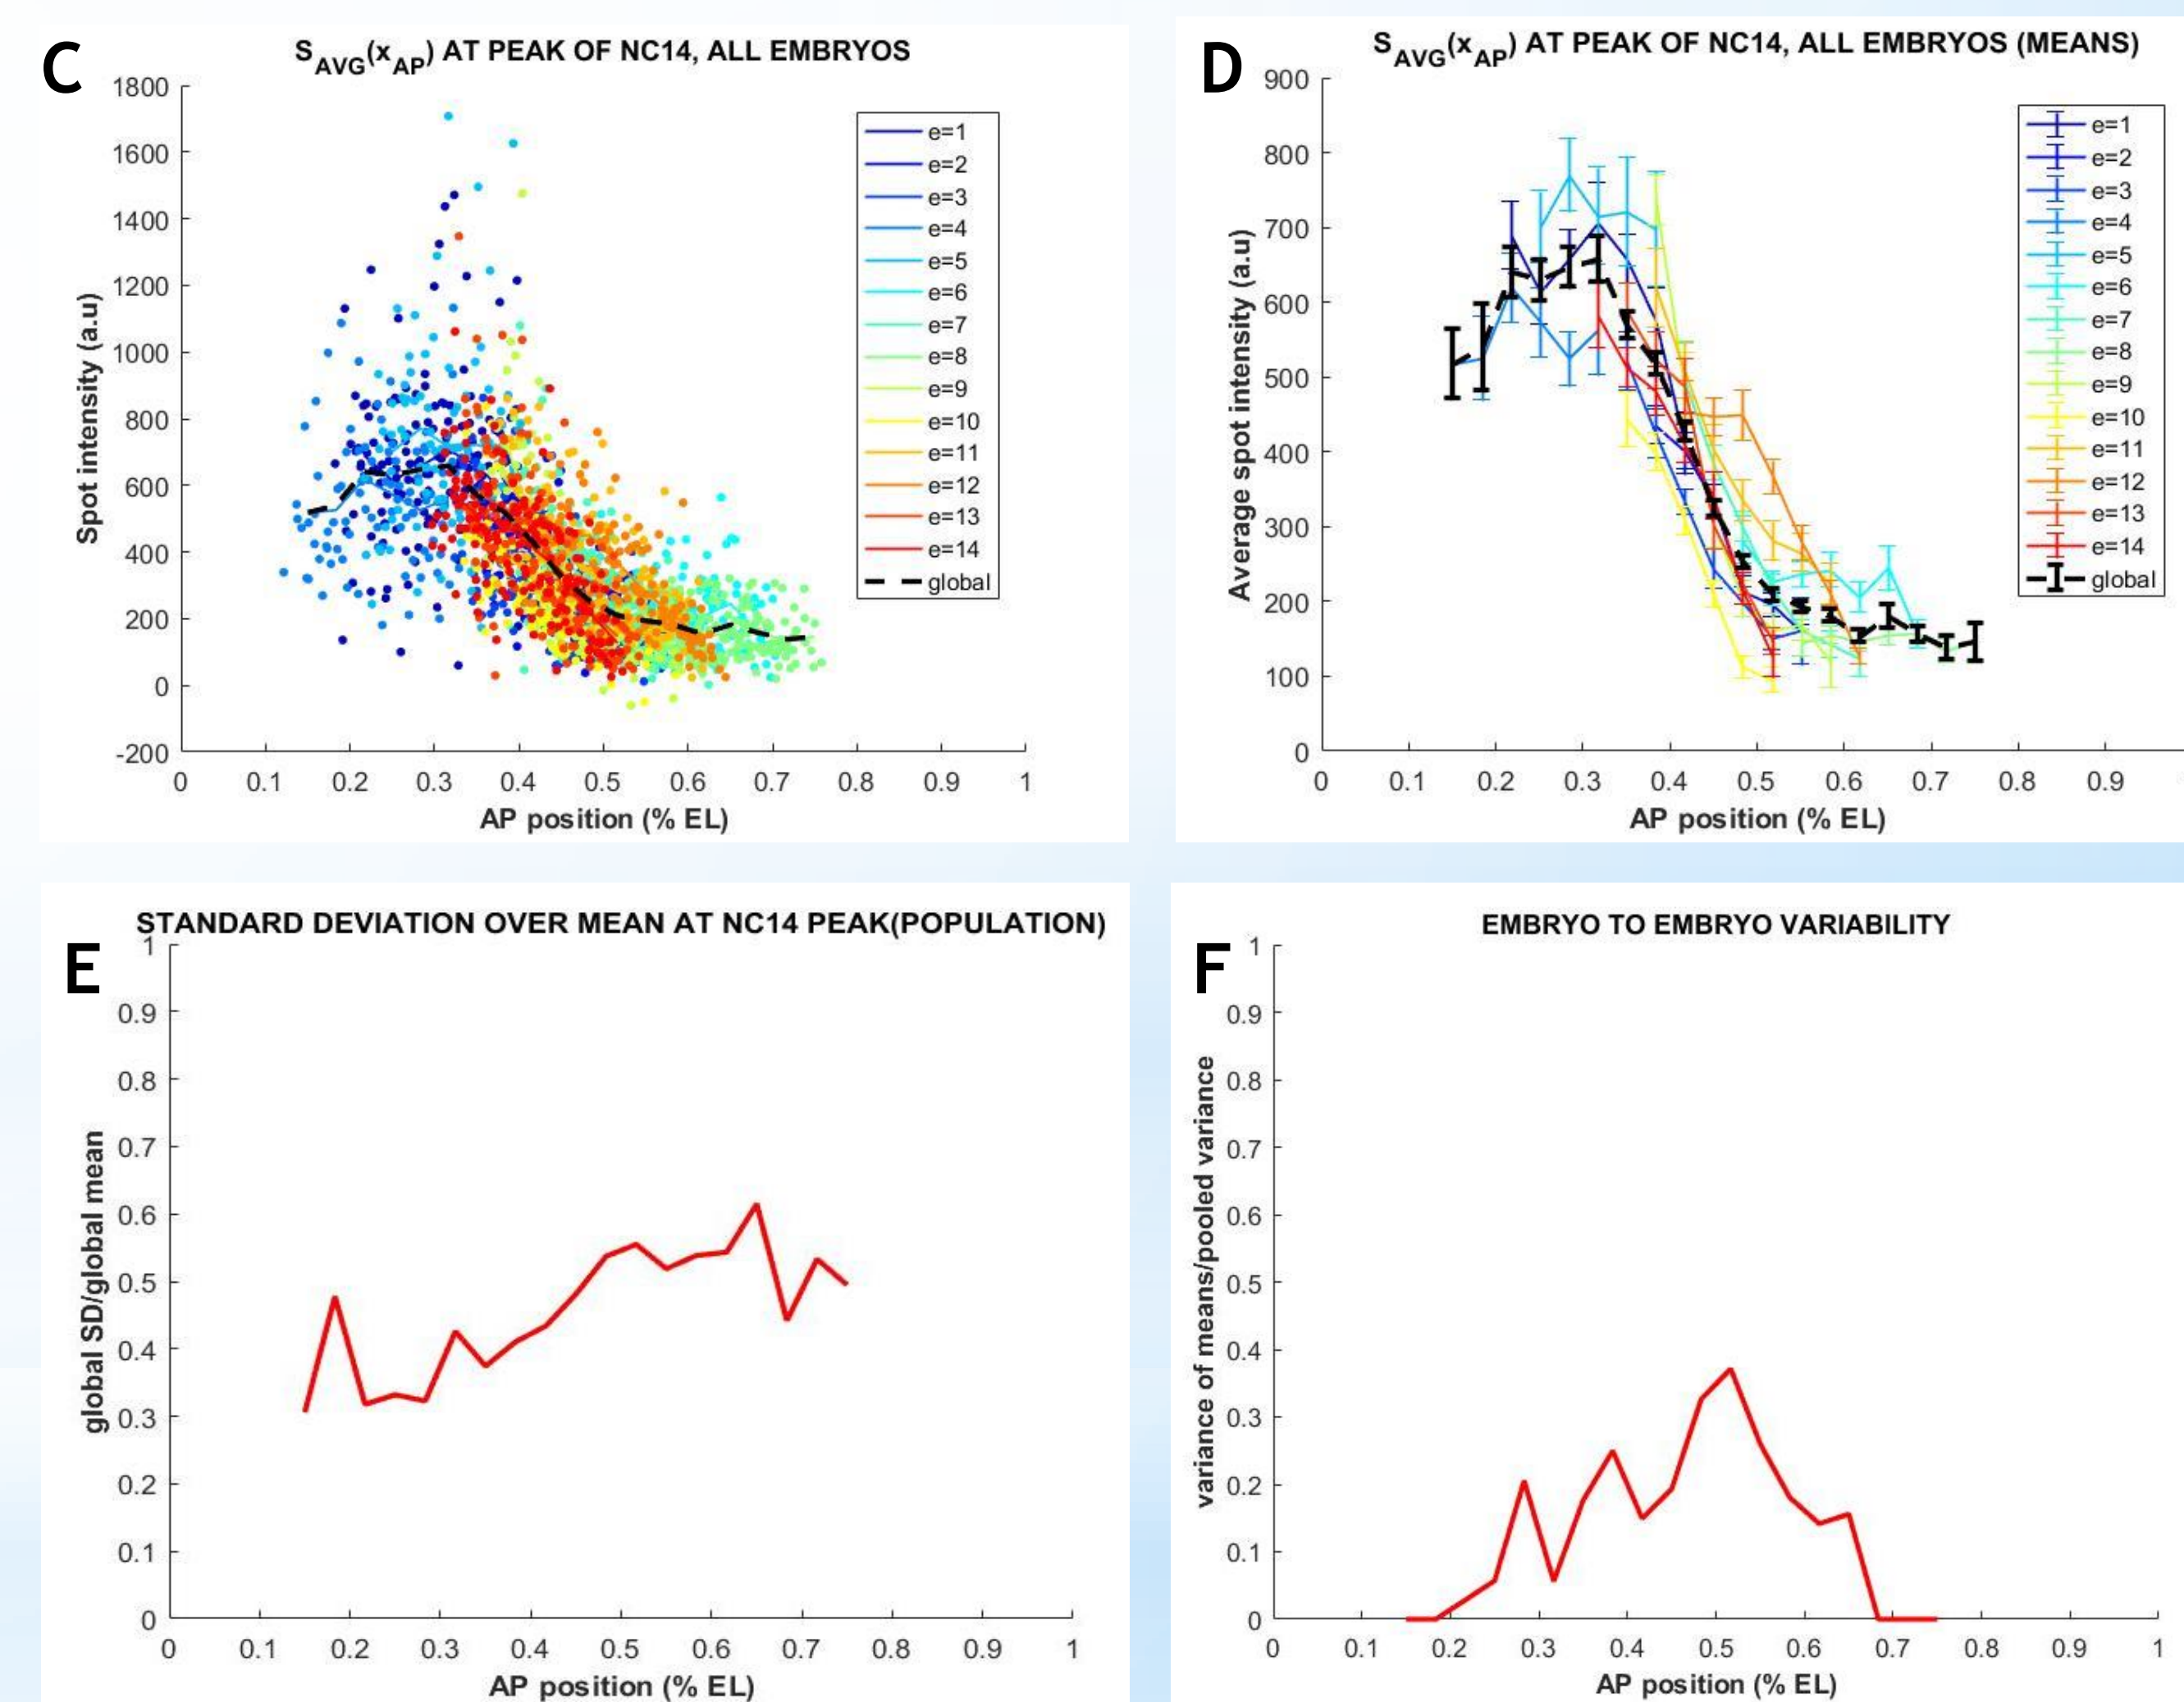 C
S_AVG(x_AP) AT PEAK OF NC14, ALL EMBRYOS
Spot intensity (a.u)
1800
1600
1400
1200
1000
800
600
400
200
0
-200
0 0.1 0.2 0.3 0.4 0.5 0.6 0.7 0.8 0.9 1
AP position (% EL)
e=1
e=2
e=3
e=4
e=5
e=6
e=7
e=8
e=9
e=10
e=11
e=12
e=13
e=14
global
D
S_AVG(x_AP) AT PEAK OF NC14, ALL EMBRYOS (MEANS)
Average spot intensity (a.u)
900
800
700
600
500
400
300
200
100
0
0 0.1 0.2 0.3 0.4 0.5 0.6 0.7 0.8 0.9
AP position (% EL)
e=1
e=2
e=3
e=4
e=5
e=6
e=7
e=8
e=9
e=10
e=11
e=12
e=13
e=14
global
E
STANDARD DEVIATION OVER MEAN AT NC14 PEAK(POPULATION)
global SD/global mean
1
0.9
0.8
0.7
0.6
0.5
0.4
0.3
0.2
0.1
0
0 0.1 0.2 0.3 0.4 0.5 0.6 0.7 0.8 0.9 1
AP position (% EL)
F
EMBRYO TO EMBRYO VARIABILITY
variance of means/pooled variance
1
0.9
0.8
0.7
0.6
0.5
0.4
0.3
0.2
0.1
0
0 0.1 0.2 0.3 0.4 0.5 0.6 0.7 0.8 0.9 1
AP position (% EL)